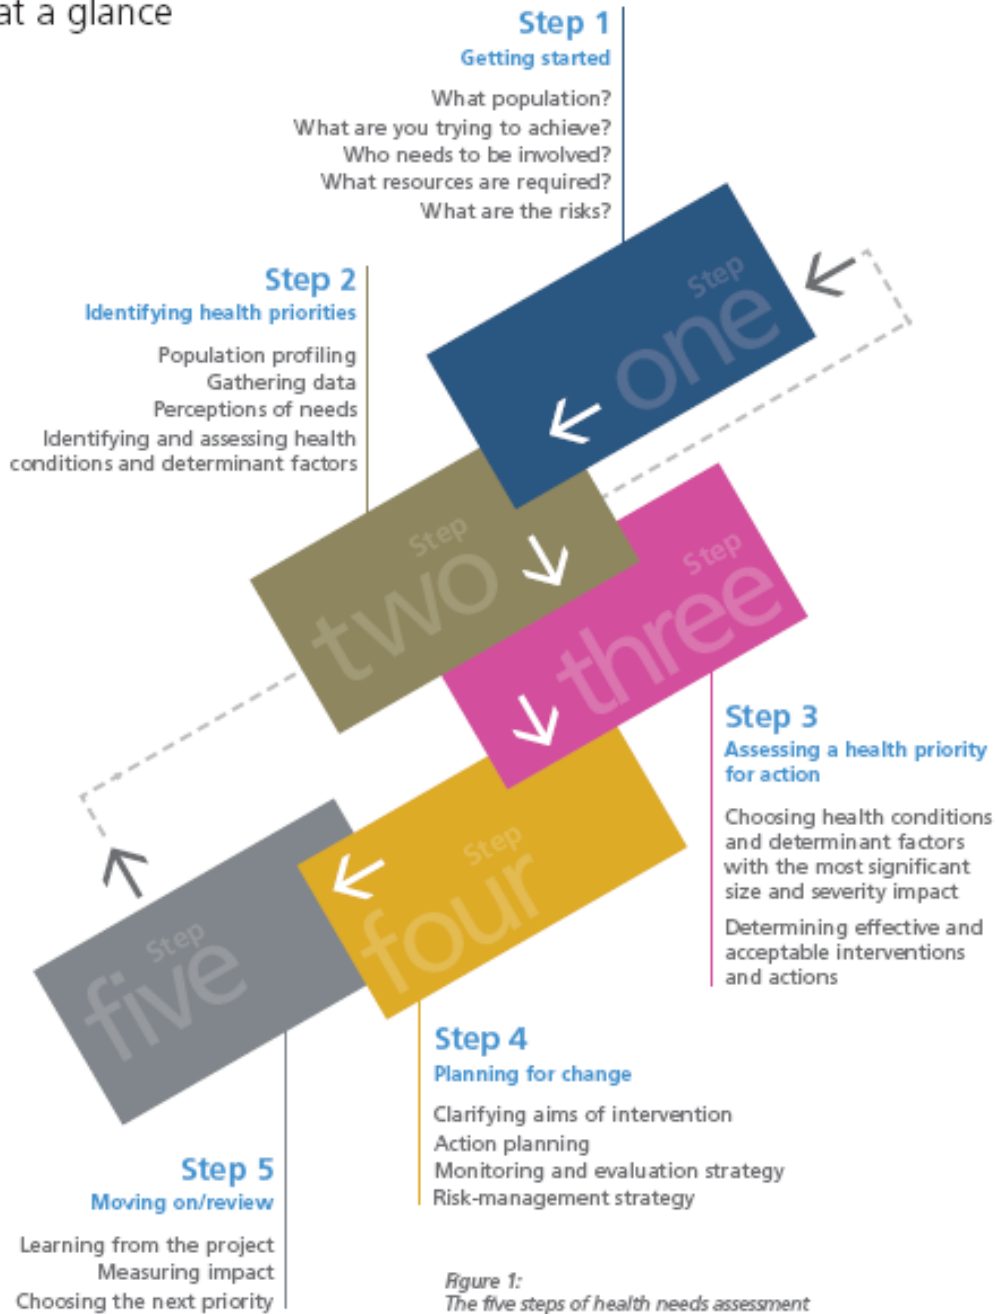 at a glance
Step 1
Getting started
What population?
What are you trying to achieve?
Who needs to be involved?
What resources are required?
What are the risks?
Step
one
Step 2
Identifying health priorities
Population profiling
Gathering data
Perceptions of needs
Identifying and assessing health
conditions and determinant factors
Step
two
Step
three
Step 3
Assessing a health priority
for action
Choosing health conditions
and determinant factors
with the most significant
size and severity impact
Determining effective and
acceptable interventions
and actions
Step
four
Step
five
Step 4
Planning for change
Clarifying aims of intervention
Action planning
Monitoring and evaluation strategy
Risk-management strategy
Step 5
Moving on/review
Learning from the project
Measuring impact
Choosing the next priority
Figure 1:
The five steps of health needs assessment